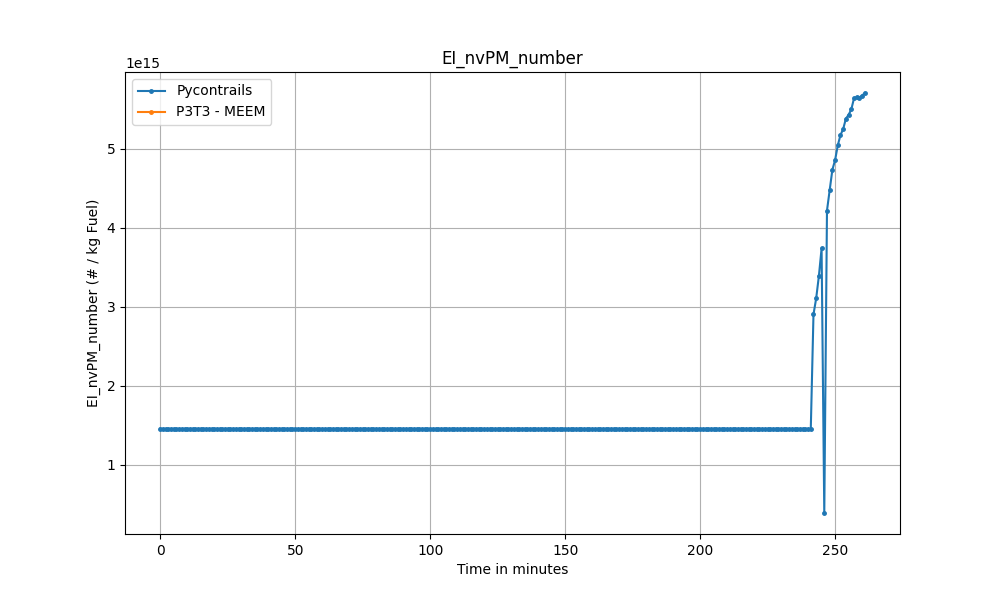 EI_nvPM_number
1e15
Pycontrails
P3T3 - MEEM
5
4
3
2
1
EI_nvPM_number (# / kg Fuel)
0 50 100 150 200 250
Time in minutes